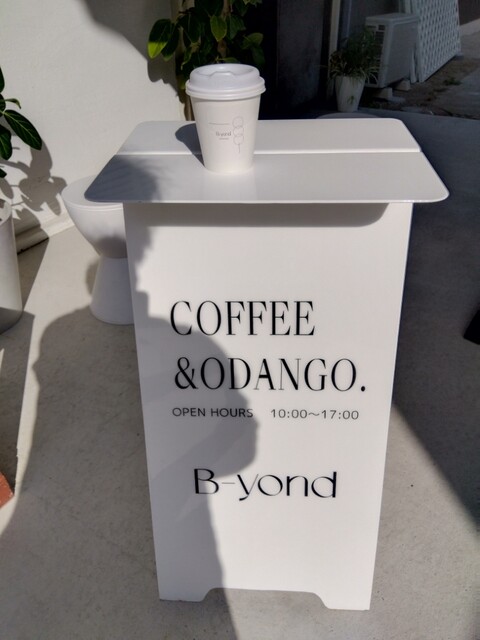 COFFEE
&ODANGO.
OPEN HOURS 10:00〜17:00
B-yond